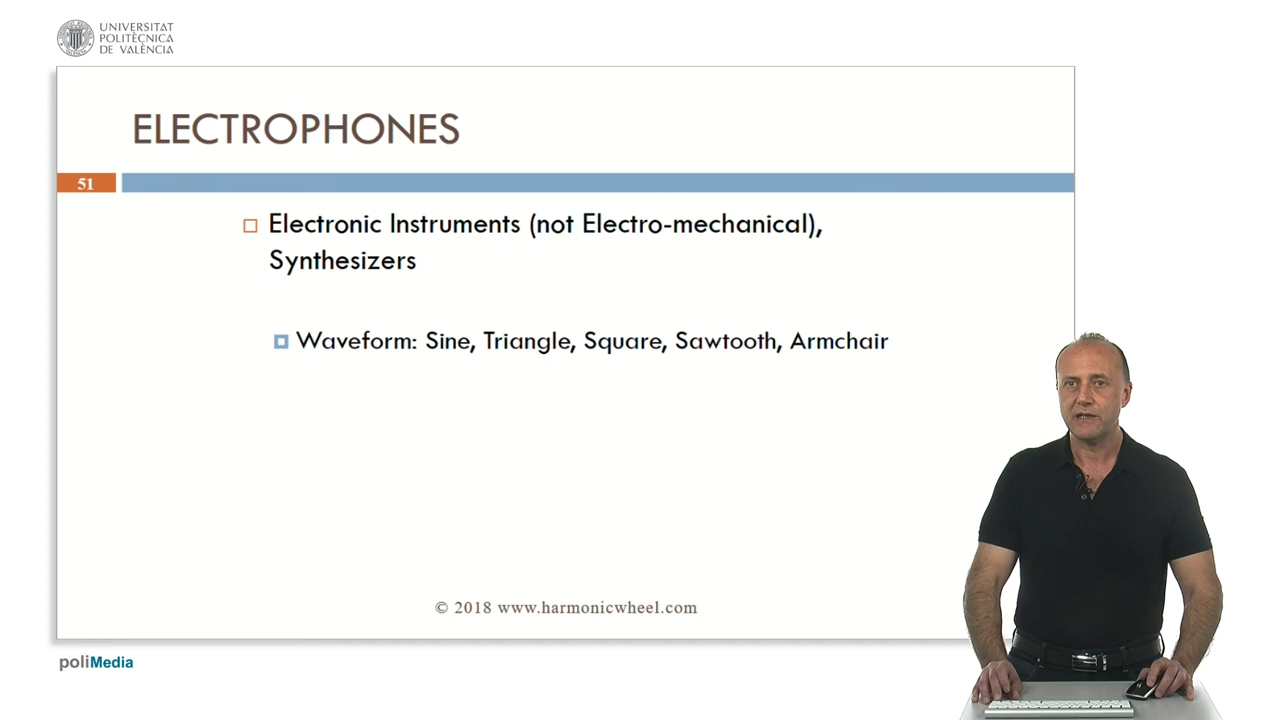 UNIVERSITAT
POLITÈCNICA
DE VALÈNCIA
ELECTROPHONES
51
Electronic Instruments (not Electro-mechanical),
Synthesizers
Waveform: Sine, Triangle, Square, Sawtooth, Armchair
© 2018 www.harmonicwheel.com
poliMedia